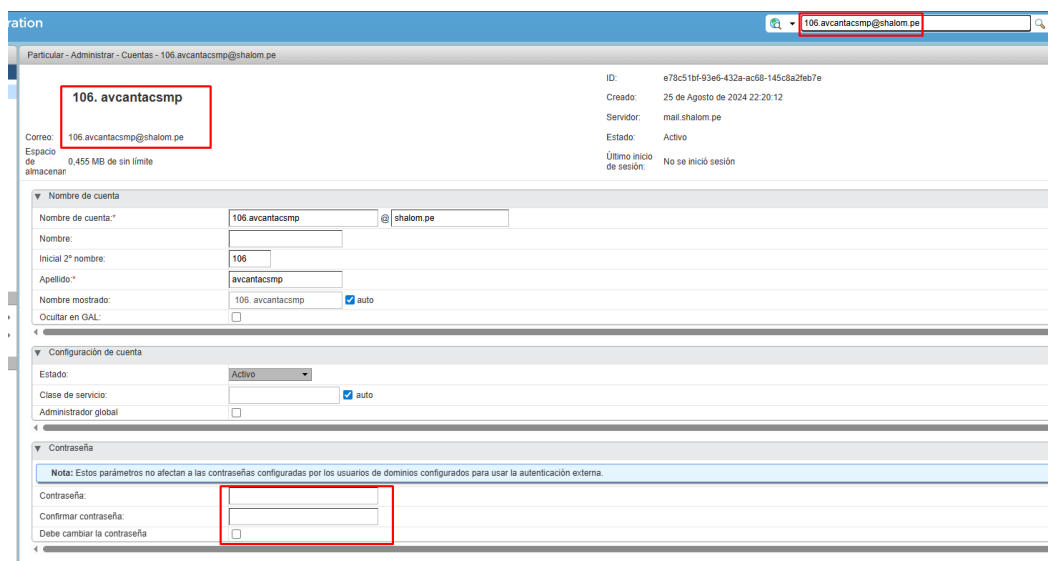 ration
106.avcantacsmp@shalom.pe
Particular - Administrar - Cuentas - 106.avcantacsmp@shalom.pe
106. avcantacsmp
Correo: 106.avcantacsmp@shalom.pe
Espacio de almacenan 0,455 MB de sin límite
ID: e78c51bf-93e6-432a-ac68-145c8a2feb7e
Creado: 25 de Agosto de 2024 22:20:12
Servidor: mail.shalom.pe
Estado: Activo
Último inicio de sesión: No se inició sesión
Nombre de cuenta
Nombre de cuenta:* 106.avcantacsmp @ shalom.pe
Nombre:
Inicial 2º nombre: 106
Apellido:* avcantacsmp
Nombre mostrado: 106. avcantacsmp auto
Ocultar en GAL:
Configuración de cuenta
Estado: Activo
Clase de servicio: auto
Administrador global
Contraseña
Nota: Estos parámetros no afectan a las contraseñas configuradas por los usuarios de dominios configurados para usar la autenticación externa.
Contraseña:
Confirmar contraseña:
Debe cambiar la contraseña